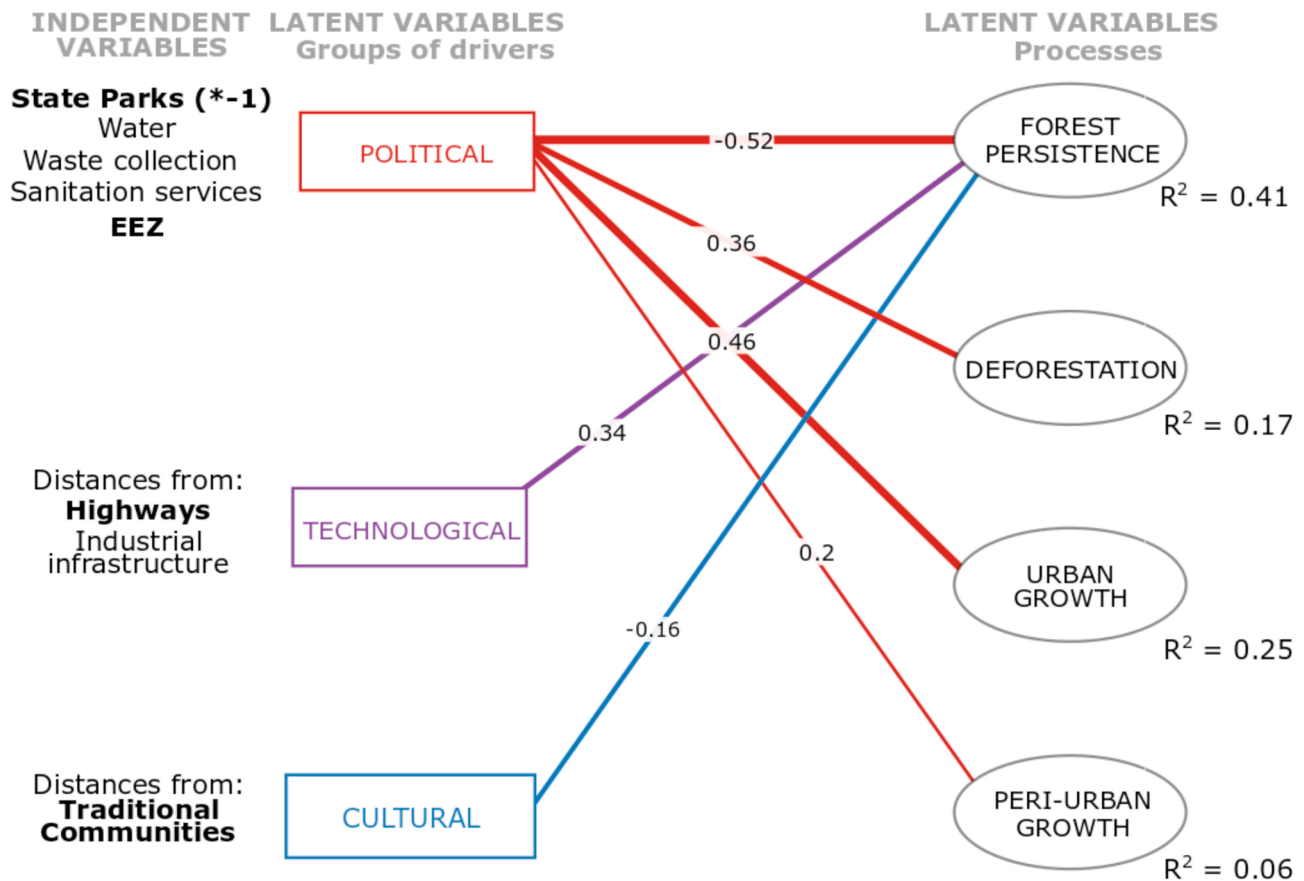 INDEPENDENT VARIABLES
LATENT VARIABLES
Groups of drivers
LATENT VARIABLES
Processes
State Parks (*-1)
Water
Waste collection
Sanitation services
EEZ
POLITICAL
-0.52
FOREST
PERSISTENCE
R² = 0.41
0.36
DEFORESTATION
R² = 0.17
0.46
0.34
Distances from:
Highways
Industrial
infrastructure
TECHNOLOGICAL
0.2
URBAN
GROWTH
R² = 0.25
-0.16
Distances from:
Traditional
Communities
CULTURAL
PERI-URBAN
GROWTH
R² = 0.06